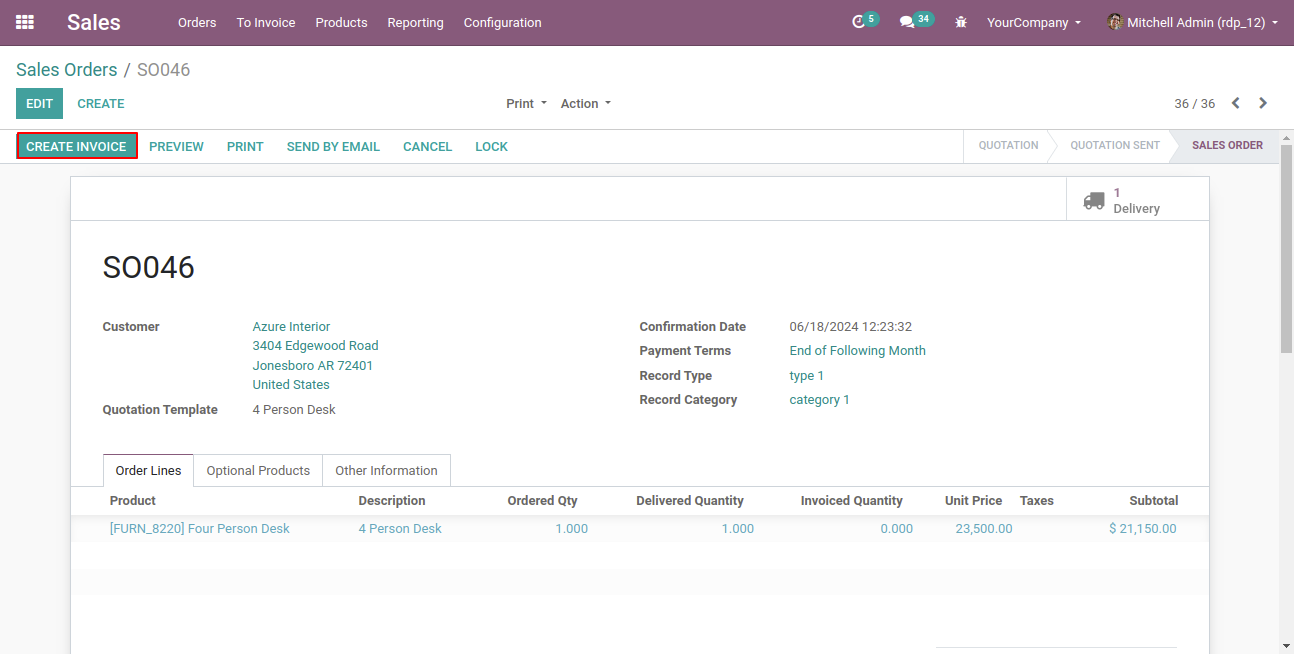 Sales Orders To Invoice Products Reporting Configuration 5 34 YourCompany Mitchell Admin (rdp_12)
Sales Orders / SO046
EDIT CREATE Print Action 36 / 36
CREATE INVOICE PREVIEW PRINT SEND BY EMAIL CANCEL LOCK QUOTATION QUOTATION SENT SALES ORDER
1
Delivery
SO046
Customer Azure Interior Confirmation Date 06/18/2024 12:23:32
3404 Edgewood Road Payment Terms End of Following Month
Jonesboro AR 72401 Record Type type 1
United States Record Category category 1
Quotation Template 4 Person Desk
Order Lines Optional Products Other Information
Product Description Ordered Qty Delivered Quantity Invoiced Quantity Unit Price Taxes Subtotal
[FURN_8220] Four Person Desk 4 Person Desk 1.000 1.000 0.000 23,500.00 $ 21,150.00